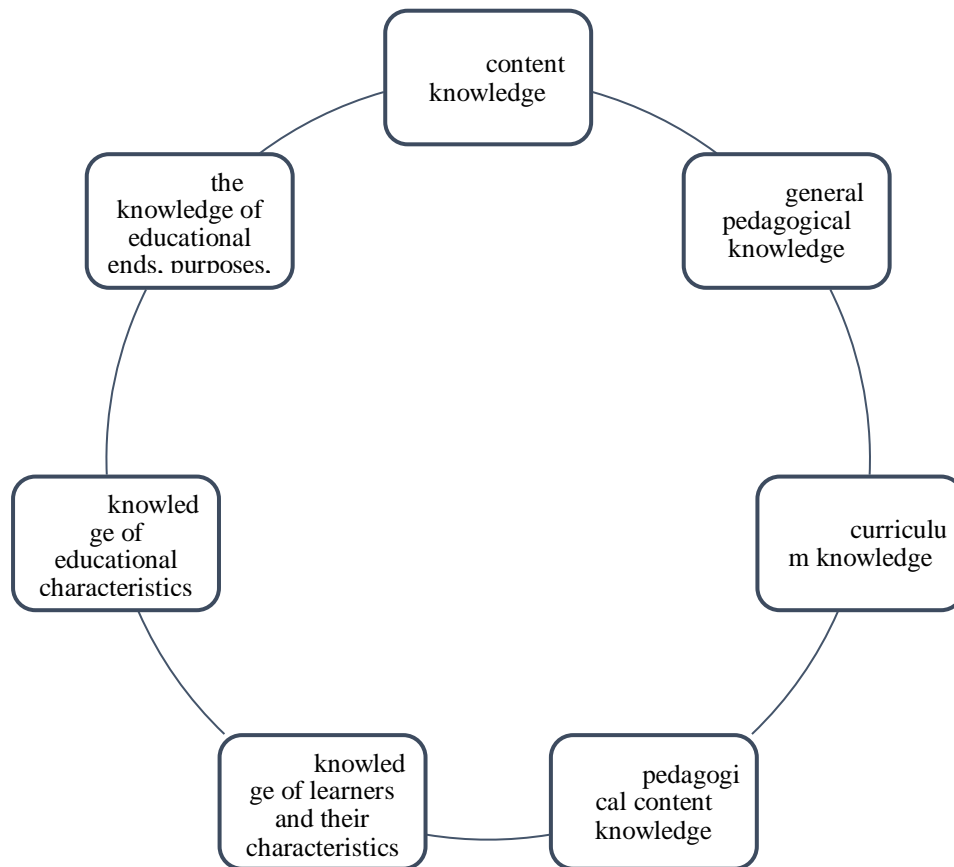 content
knowledge
general
pedagogical
knowledge
curriculu
m knowledge
pedagogi
cal content
knowledge
knowled
ge of learners
and their
characteristics
knowled
ge of
educational
characteristics
the
knowledge of
educational
ends, purposes,